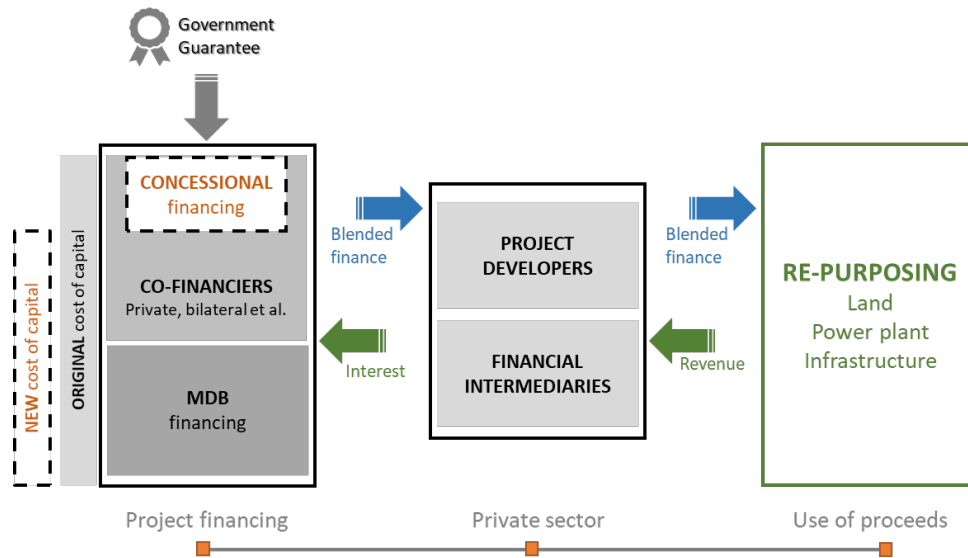 Government
Guarantee
NEW cost of capital
ORIGINAL cost of capital
CONCESSIONAL
financing
CO-FINANCIERS
Private, bilateral et al.
MDB
financing
Blended
finance
Interest
PROJECT
DEVELOPERS
FINANCIAL
INTERMEDIARIES
Blended
finance
Revenue
RE-PURPOSING
Land
Power plant
Infrastructure
Project financing
Private sector
Use of proceeds